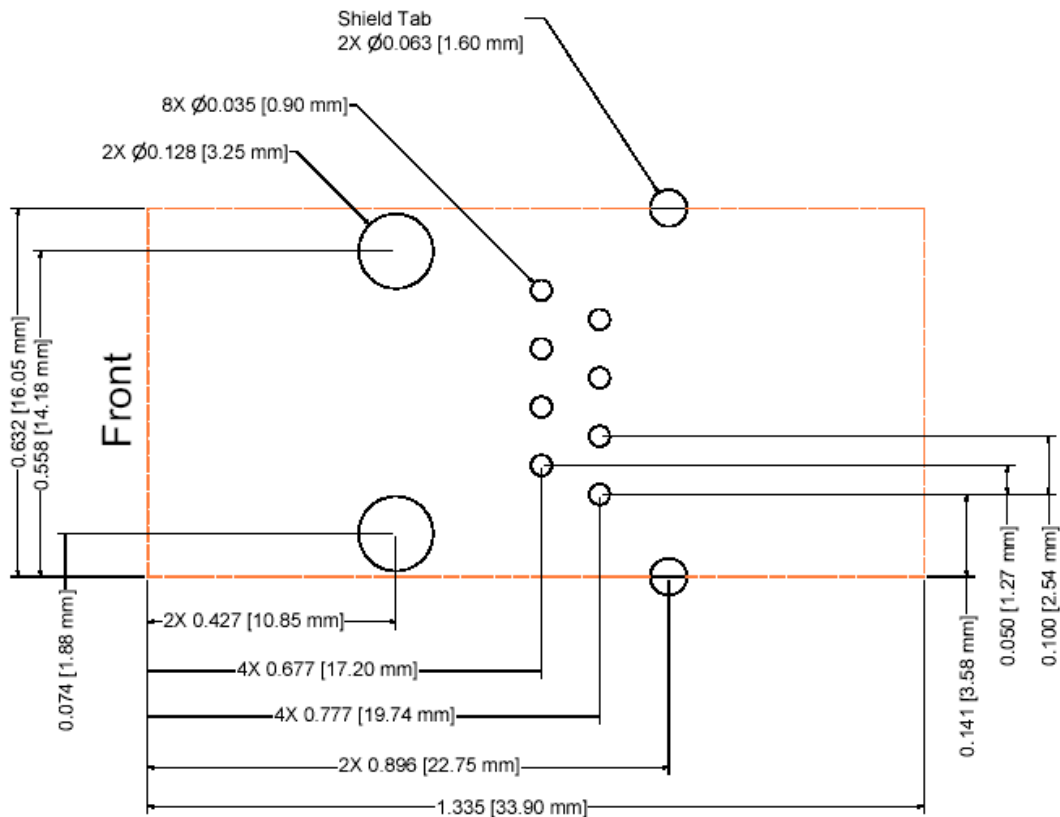 Shield Tab
2X Ø0.063 [1.60 mm]
8X Ø0.035 [0.90 mm]
2X Ø0.128 [3.25 mm]
0.632 [16.05 mm]
0.558 [14.18 mm]
Front
0.074 [1.88 mm]
2X 0.427 [10.85 mm]
4X 0.677 [17.20 mm]
4X 0.777 [19.74 mm]
2X 0.896 [22.75 mm]
1.335 [33.90 mm]
0.141 [3.58 mm]
0.050 [1.27 mm]
0.100 [2.54 mm]